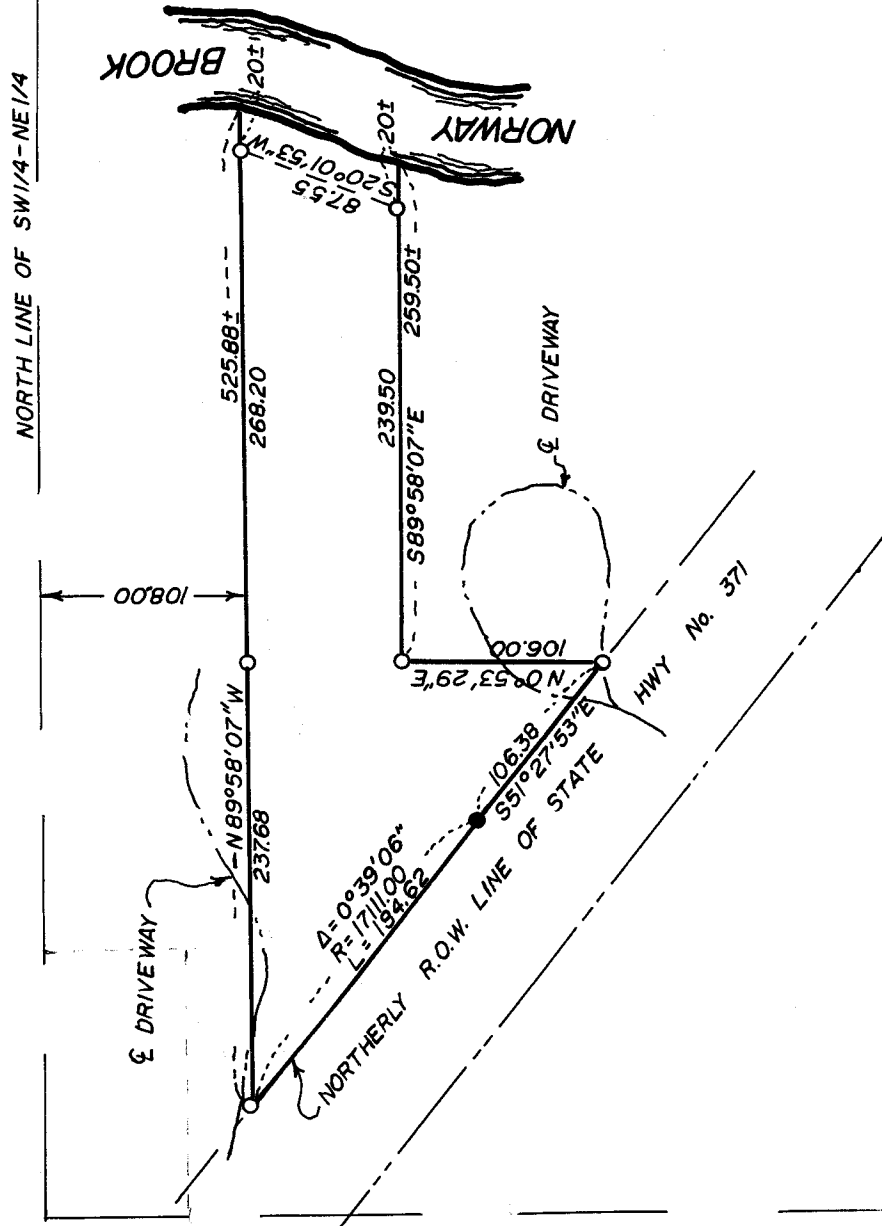 NORTH LINE OF SW1/4-NE1/4
BROOK
NORWAY
20±
20±
S20°01'53"W
87.55
525.88±
268.20
259.50±
239.50
S89°58'07"E
℄ DRIVEWAY
108.00
N89°58'07"W
237.68
℄ DRIVEWAY
N0°53'29"E
106.00
106.38
S51°27'53"E
Δ=0°39'06"
R=17111.00
L=194.62
NORTHERLY R.O.W. LINE OF STATE HWY No. 371